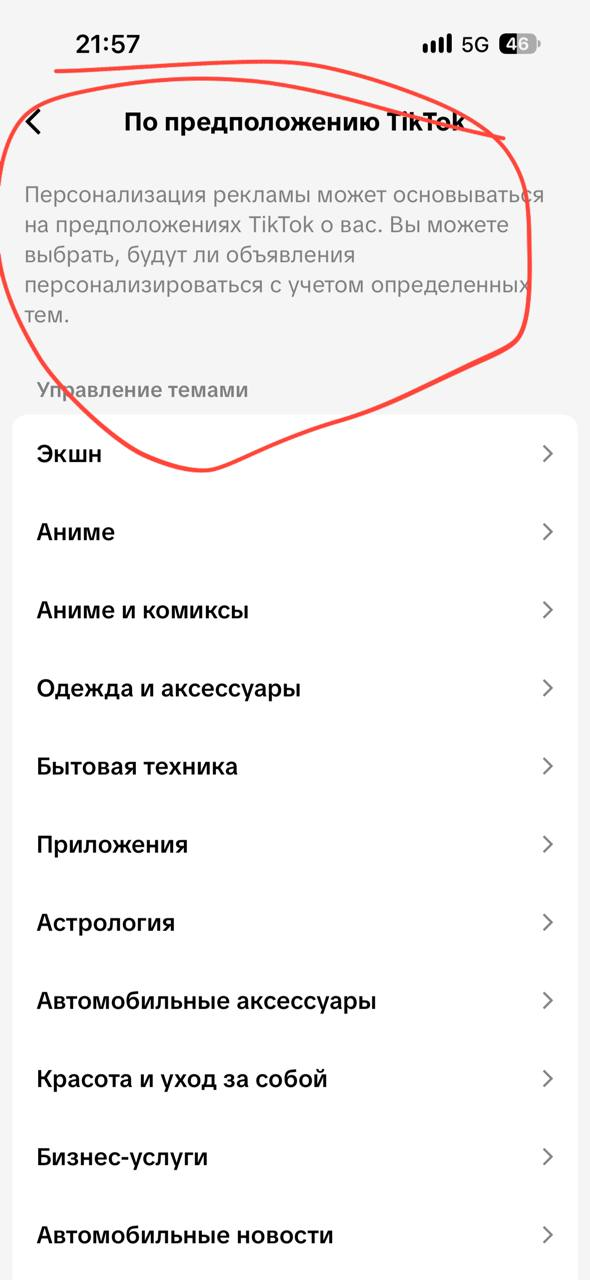 21:57
5G 46
По предположению TikTok
Персонализация рекламы может основываться
на предположениях TikTok о вас. Вы можете
выбрать, будут ли объявления
персонализироваться с учетом определенных
тем.
Управление темами
Экшн
Аниме
Аниме и комиксы
Одежда и аксессуары
Бытовая техника
Приложения
Астрология
Автомобильные аксессуары
Красота и уход за собой
Бизнес-услуги
Автомобильные новости